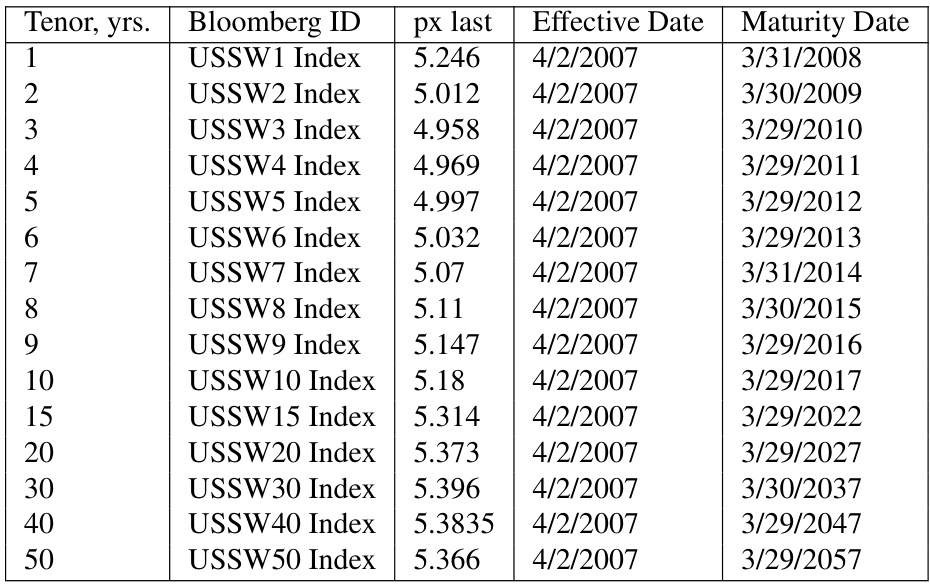 Tenor, yrs. Bloomberg ID px last Effective Date Maturity Date
1 USSW1 Index 5.246 4/2/2007 3/31/2008
2 USSW2 Index 5.012 4/2/2007 3/30/2009
3 USSW3 Index 4.958 4/2/2007 3/29/2010
4 USSW4 Index 4.969 4/2/2007 3/29/2011
5 USSW5 Index 4.997 4/2/2007 3/29/2012
6 USSW6 Index 5.032 4/2/2007 3/29/2013
7 USSW7 Index 5.07 4/2/2007 3/31/2014
8 USSW8 Index 5.11 4/2/2007 3/30/2015
9 USSW9 Index 5.147 4/2/2007 3/29/2016
10 USSW10 Index 5.18 4/2/2007 3/29/2017
15 USSW15 Index 5.314 4/2/2007 3/29/2022
20 USSW20 Index 5.373 4/2/2007 3/29/2027
30 USSW30 Index 5.396 4/2/2007 3/30/2037
40 USSW40 Index 5.3835 4/2/2007 3/29/2047
50 USSW50 Index 5.366 4/2/2007 3/29/2057